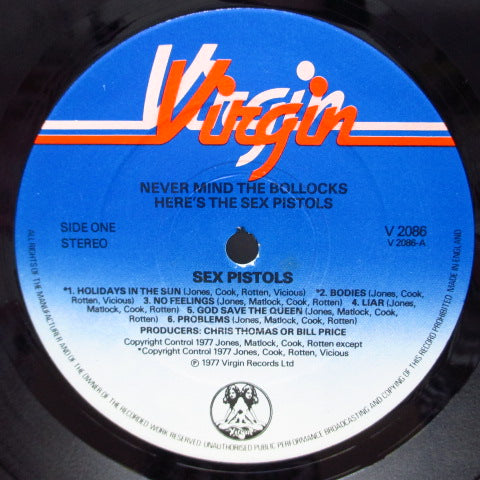 Virgin
NEVER MIND THE BOLLOCKS
HERE'S THE SEX PISTOLS
SIDE ONE
STEREO
V 2086
V 2086-A
SEX PISTOLS
*1. HOLIDAYS IN THE SUN (Jones, Cook, Rotten, Vicious) *2. BODIES (Jones, Cook,
Rotten, Vicious) 3. NO FEELINGS (Jones, Matlock, Cook, Rotten) 4. LIAR (Jones,
Matlock, Cook, Rotten) 5. GOD SAVE THE QUEEN (Jones, Matlock, Cook, Rotten)
6. PROBLEMS (Jones, Matlock, Cook, Rotten)
PRODUCERS: CHRIS THOMAS OR BILL PRICE
Copyright Control 1977 Jones, Matlock, Cook, Rotten except
*Copyright Control 1977 Jones, Cook, Rotten, Vicious
℗ 1977 Virgin Records Ltd
Virgin
ALL RIGHTS OF THE MANUFACTURER AND OF THE OWNER OF THE RECORDED WORK RESERVED. UNAUTHORISED PUBLIC PERFORMANCE BROADCASTING AND COPYING OF THIS RECORD PROHIBITED. MADE IN ENGLAND